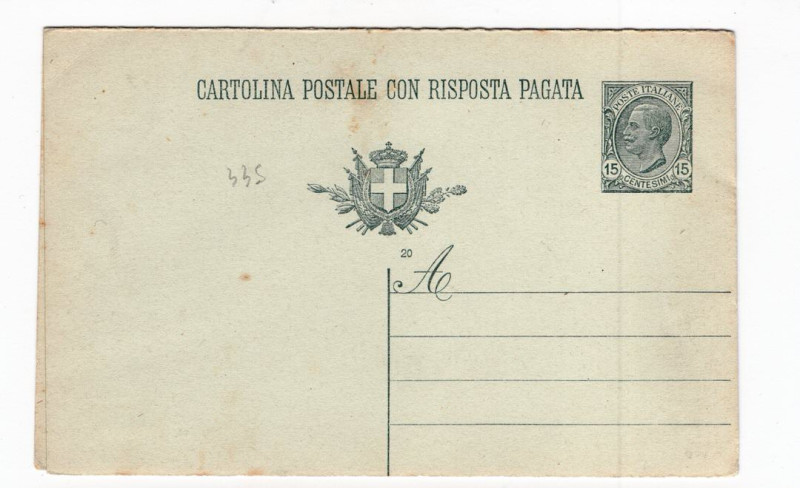 CARTOLINA POSTALE CON RISPOSTA PAGATA
POSTE ITALIANE
15 CENTESIMI 15
335
20
A